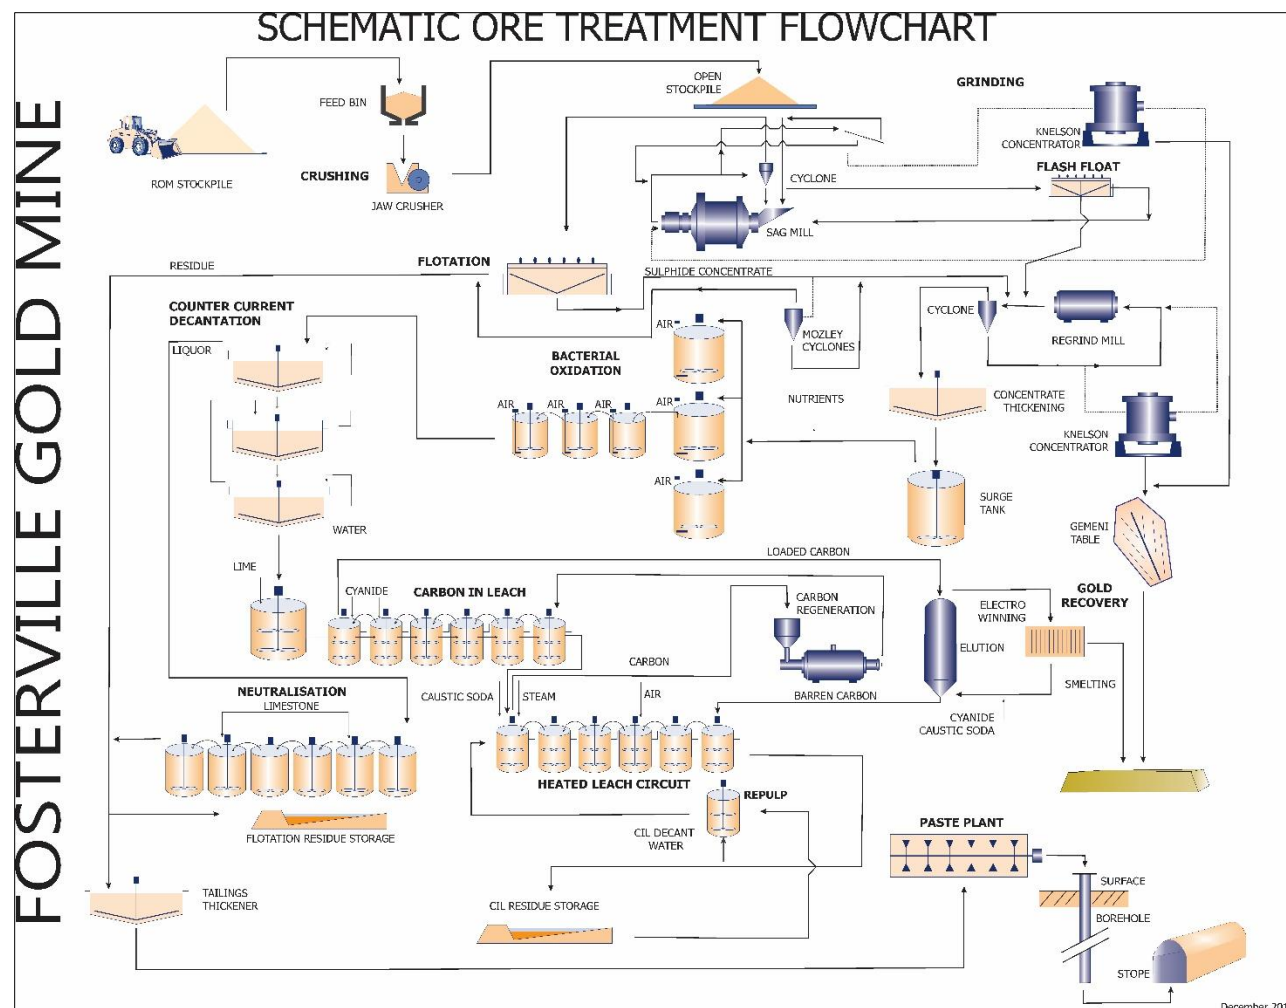 SCHEMATIC ORE TREATMENT FLOWCHART
FOSTERVILLE GOLD MINE
FEED BIN
OPEN
STOCKPILE
GRINDING
KNELSON
CONCENTRATOR
ROM STOCKPILE
CRUSHING
JAW CRUSHER
CYCLONE
FLASH FLOAT
SAG MILL
RESIDUE
FLOTATION
SULPHIDE CONCENTRATE
COUNTER CURRENT
DECANTATION
LIQUOR
AIR
MOZLEY
CYCLONES
CYCLONE
REGRIND MILL
BACTERIAL
OXIDATION
AIR
AIR
AIR
AIR
NUTRIENTS
CONCENTRATE
THICKENING
KNELSON
CONCENTRATOR
AIR
WATER
SURGE
TANK
GEMENI
TABLE
LIME
CYANIDE
CARBON IN LEACH
LOADED CARBON
CARBON
REGENERATION
ELECTRO
WINNING
GOLD
RECOVERY
ELUTION
CARBON
BARREN CARBON
SMELTING
NEUTRALISATION
LIMESTONE
CAUSTIC SODA
STEAM
AIR
CYANIDE
CAUSTIC SODA
HEATED LEACH CIRCUIT
REPULP
FLOTATION RESIDUE STORAGE
CIL DECANT
WATER
PASTE PLANT
TAILINGS
THICKENER
CIL RESIDUE STORAGE
SURFACE
BOREHOLE
STOPE
December